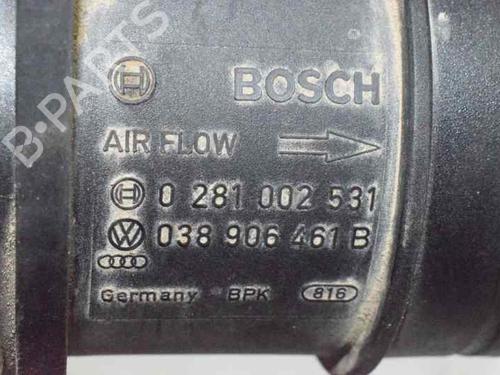 B-PARTS
BOSCH
AIR FLOW
0 281 002 531
038 906 461 B
Germany BPK 816